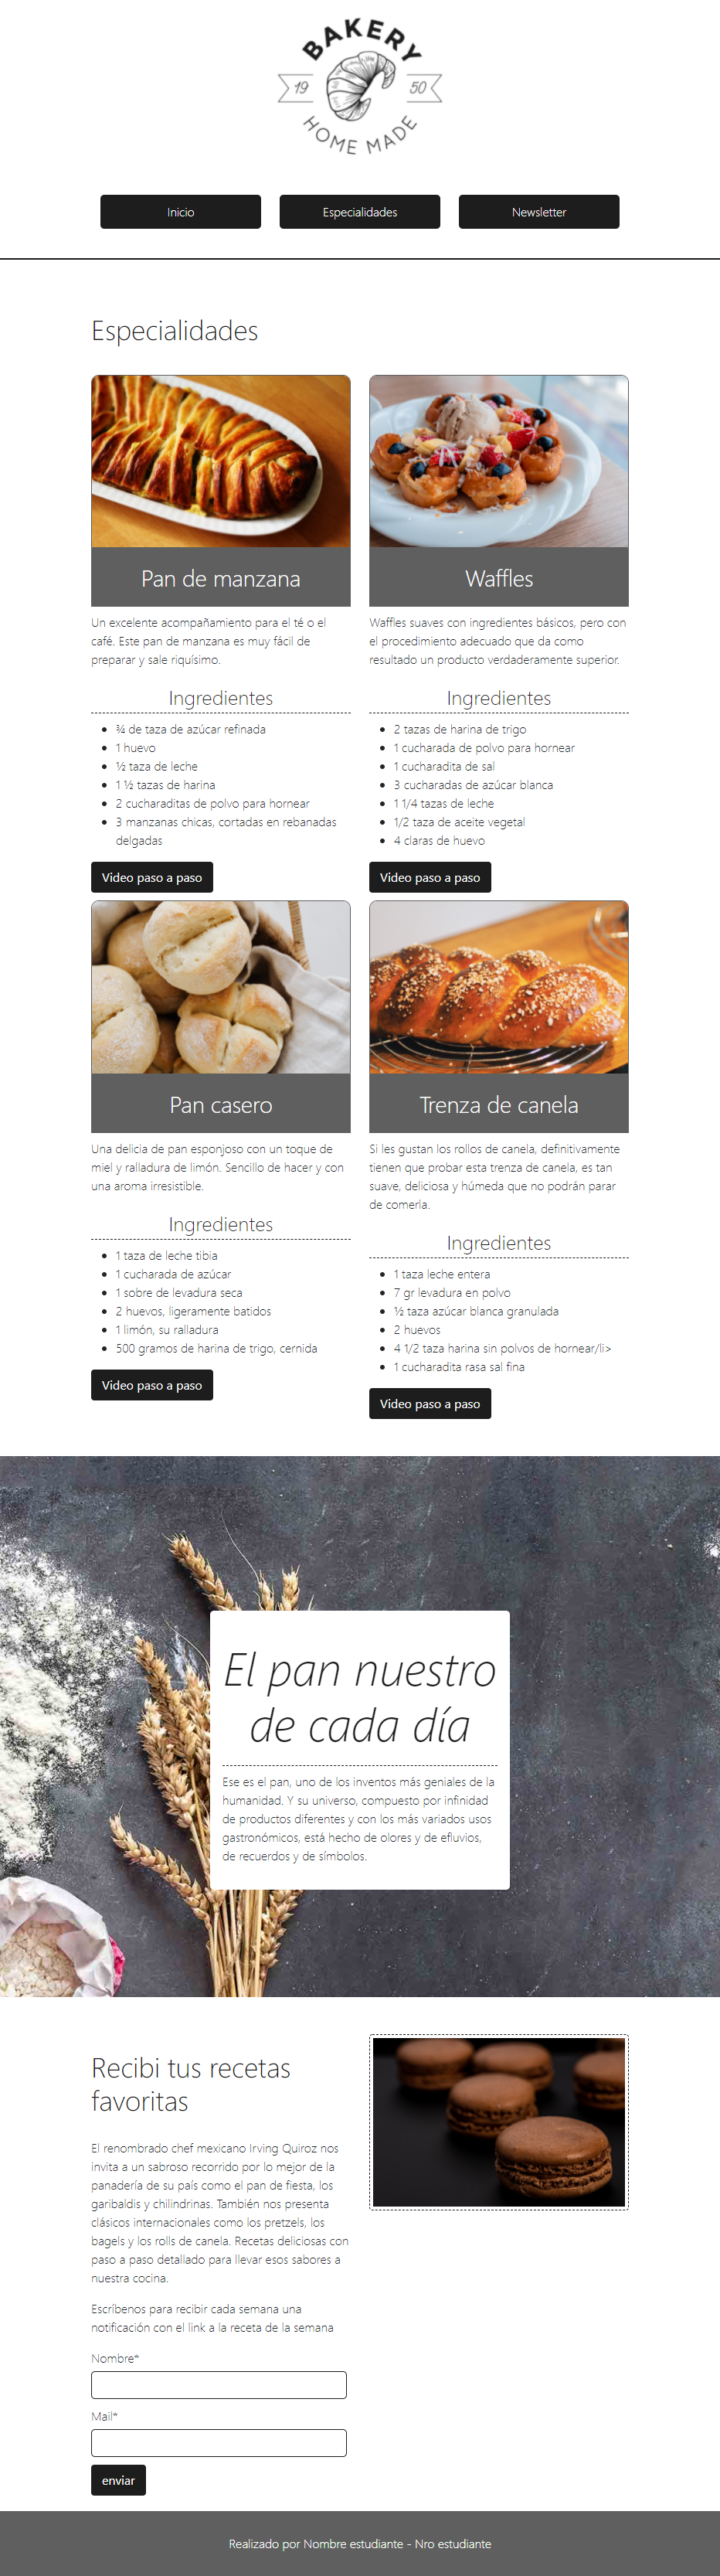 BAKERY
19 50
HOME MADE
Inicio Especialidades Newsletter
Especialidades
Pan de manzana
Un excelente acompañamiento para el té o el
café. Este pan de manzana es muy fácil de
preparar y sale riquísimo.
Ingredientes
¾ de taza de azúcar refinada
1 huevo
½ taza de leche
1 ½ tazas de harina
2 cucharaditas de polvo para hornear
3 manzanas chicas, cortadas en rebanadas
delgadas
Video paso a paso
Waffles
Waffles suaves con ingredientes básicos, pero con
el procedimiento adecuado que da como
resultado un producto verdaderamente superior.
Ingredientes
2 tazas de harina de trigo
1 cucharada de polvo para hornear
1 cucharadita de sal
3 cucharadas de azúcar blanca
1 1/4 tazas de leche
1/2 taza de aceite vegetal
4 claras de huevo
Video paso a paso
Pan casero
Una delicia de pan esponjoso con un toque de
miel y ralladura de limón. Sencillo de hacer y con
una aroma irresistible.
Ingredientes
1 taza de leche tibia
1 cucharada de azúcar
1 sobre de levadura seca
2 huevos, ligeramente batidos
1 limón, su ralladura
500 gramos de harina de trigo, cernida
Video paso a paso
Trenza de canela
Si les gustan los rollos de canela, definitivamente
tienen que probar esta trenza de canela, es tan
suave, deliciosa y húmeda que no podrán parar
de comerla.
Ingredientes
1 taza leche entera
7 gr levadura en polvo
½ taza azúcar blanca granulada
2 huevos
4 1/2 taza harina sin polvos de hornear/li>
1 cucharadita rasa sal fina
Video paso a paso
El pan nuestro
de cada día
Ese es el pan, uno de los inventos más geniales de la
humanidad. Y su universo, compuesto por infinidad
de productos diferentes y con los más variados usos
gastronómicos, está hecho de olores y de efluvios,
de recuerdos y de símbolos.
Recibi tus recetas
favoritas
El renombrado chef mexicano Irving Quiroz nos
invita a un sabroso recorrido por lo mejor de la
panadería de su país como el pan de fiesta, los
garibaldis y chilindrinas. También nos presenta
clásicos internacionales como los pretzels, los
bagels y los rolls de canela. Recetas deliciosas con
paso a paso detallado para llevar esos sabores a
nuestra cocina.
Escríbenos para recibir cada semana una
notificación con el link a la receta de la semana
Nombre*
Mail*
enviar
Realizado por Nombre estudiante - Nro estudiante